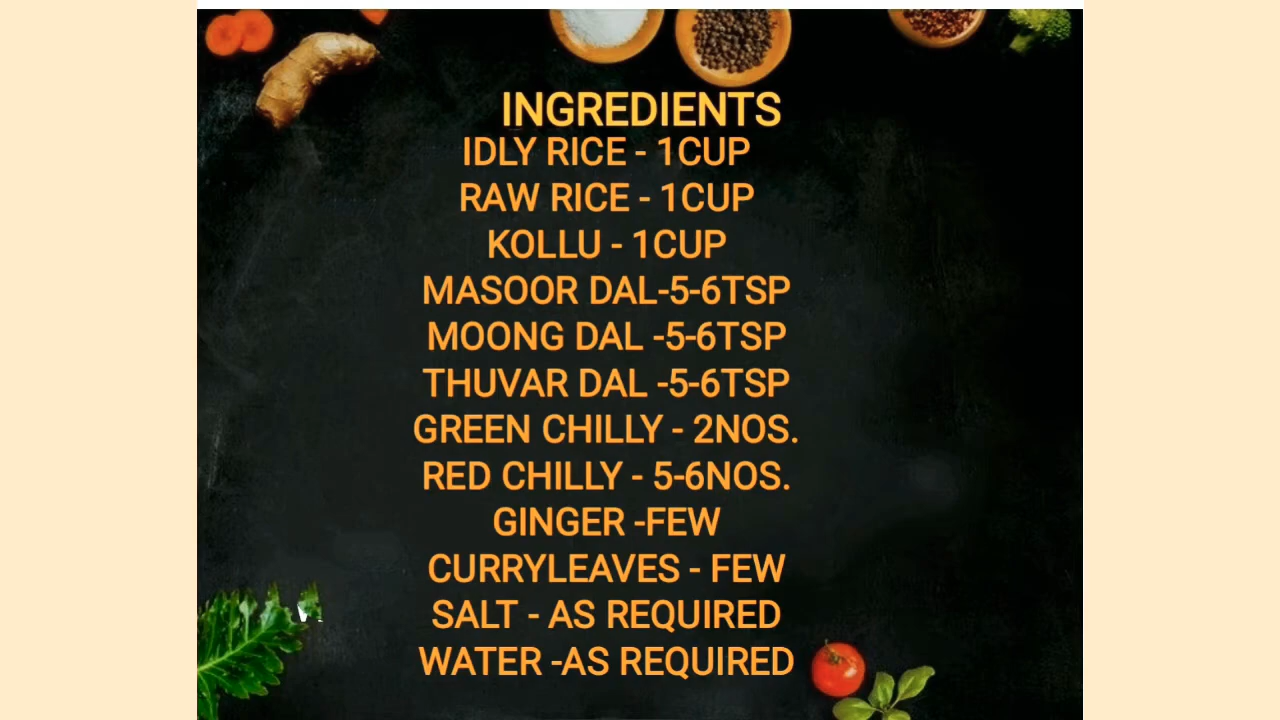 INGREDIENTS
IDLY RICE - 1CUP
RAW RICE - 1CUP
KOLLU - 1CUP
MASOOR DAL-5-6TSP
MOONG DAL -5-6TSP
THUVAR DAL -5-6TSP
GREEN CHILLY - 2NOS.
RED CHILLY - 5-6NOS.
GINGER -FEW
CURRYLEAVES - FEW
SALT - AS REQUIRED
WATER -AS REQUIRED